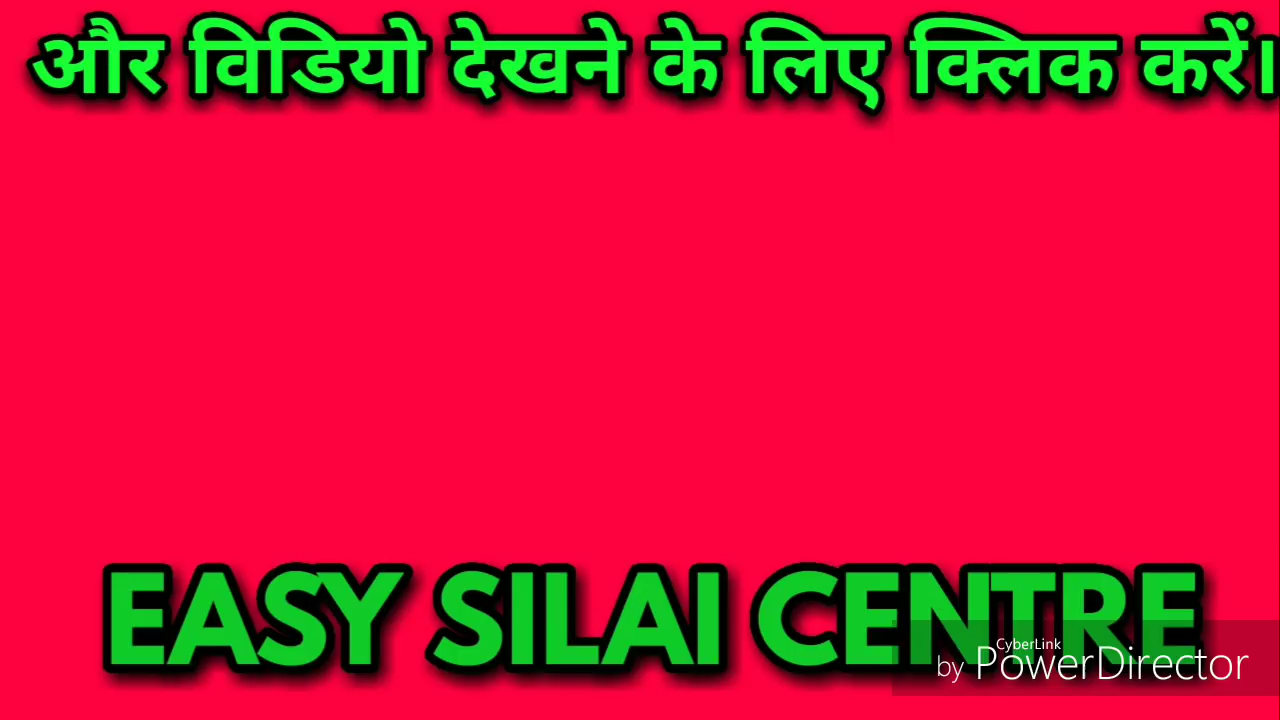 और विडियो देखने के लिए क्लिक करें।
EASY SILAI CENTRE
CyberLink
by PowerDirector